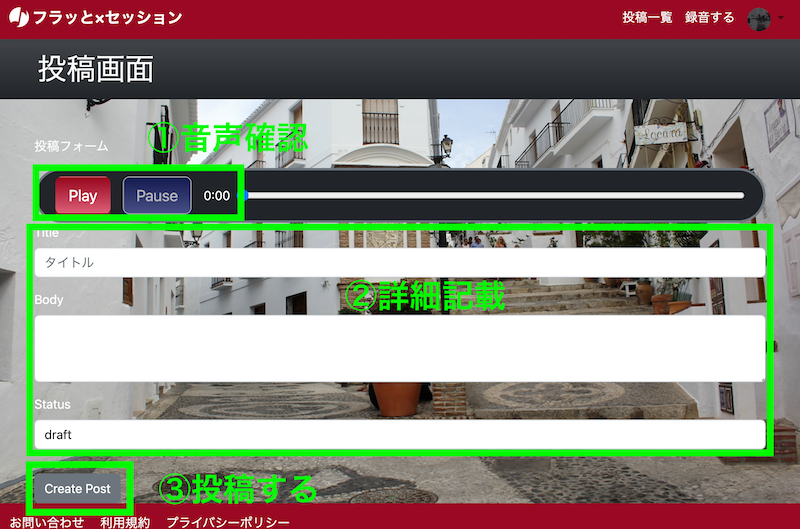 フラッと×セッション 投稿一覧 録音する
投稿画面
投稿フォーム
①音声確認
Play Pause 0:00
Title
タイトル
Body
②詳細記載
Status
draft
Create Post
③投稿する
お問い合わせ 利用規約 プライバシーポリシー